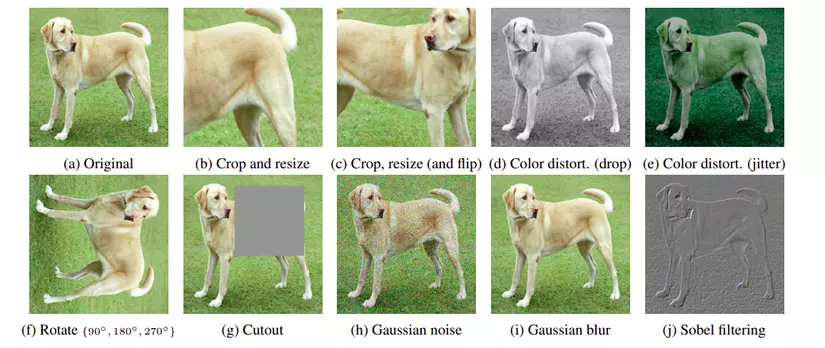 (a) Original
(b) Crop and resize
(c) Crop, resize (and flip)
(d) Color distort. (drop)
(e) Color distort. (jitter)
(f) Rotate {90°, 180°, 270°}
(g) Cutout
(h) Gaussian noise
(i) Gaussian blur
(j) Sobel filtering